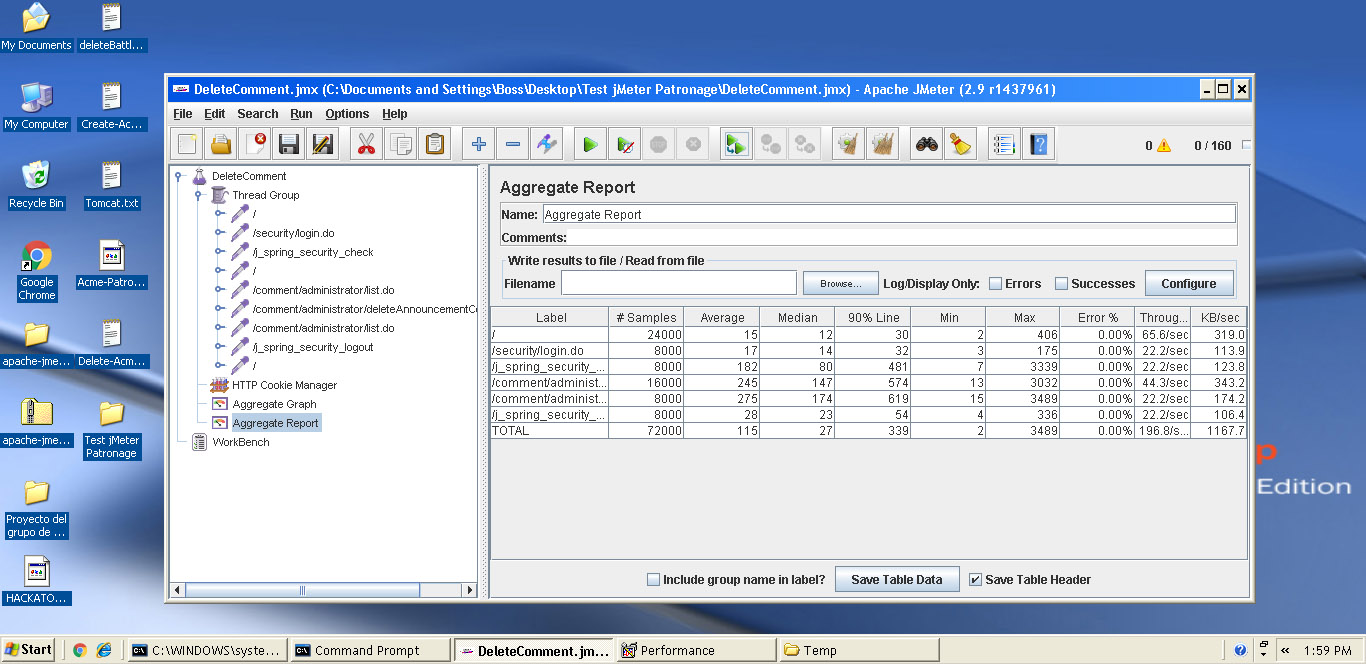 My Documents
deleteBattl...
My Computer
Create-Ac...
Recycle Bin
Tomcat.txt
Google Chrome
Acme-Patro...
apache-jme...
Delete-Acm...
apache-jme...
Test jMeter Patronage
Proyecto del grupo de ...
HACKATO...
DeleteComment.jmx (C:\Documents and Settings\Boss\Desktop\Test jMeter Patronage\DeleteComment.jmx) - Apache JMeter (2.9 r1437961)
File Edit Search Run Options Help
0 0 / 160
DeleteComment
Thread Group
/
/security/login.do
/j_spring_security_check
/
/comment/administrator/list.do
/comment/administrator/deleteAnnouncementC
/comment/administrator/list.do
/j_spring_security_logout
/
HTTP Cookie Manager
Aggregate Graph
Aggregate Report
WorkBench
Aggregate Report
Name: Aggregate Report
Comments:
Write results to file / Read from file
Filename Browse... Log/Display Only: Errors Successes Configure
Label # Samples Average Median 90% Line Min Max Error % Throug... KB/sec
/ 24000 15 12 30 2 406 0.00% 65.6/sec 319.0
/security/login.do 8000 17 14 32 3 175 0.00% 22.2/sec 113.9
/j_spring_security_... 8000 182 80 481 7 3339 0.00% 22.2/sec 123.8
/comment/administ... 16000 245 147 574 13 3032 0.00% 44.3/sec 343.2
/comment/administ... 8000 275 174 619 15 3489 0.00% 22.2/sec 174.2
/j_spring_security_... 8000 28 23 54 4 336 0.00% 22.2/sec 106.4
TOTAL 72000 115 27 339 2 3489 0.00% 196.8/s... 1167.7
Include group name in label? Save Table Data Save Table Header
p
Edition
Start C:\WINDOWS\syste... Command Prompt DeleteComment.jm... Performance Temp « 1:59 PM